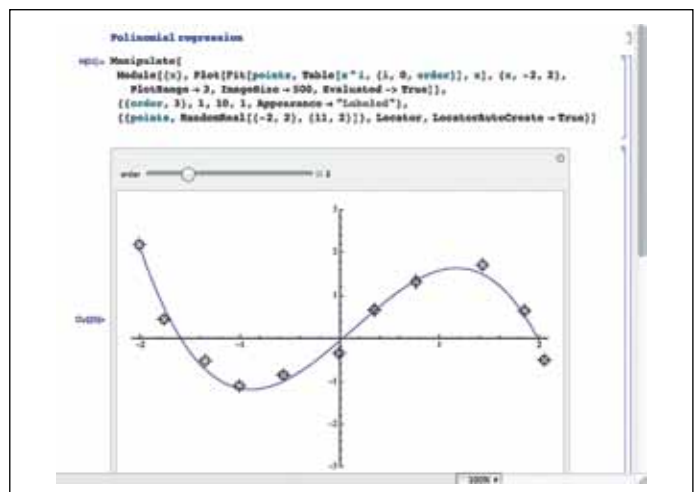 Polinomial regression
Manipulate[
Module[{x}, Plot[Fit[points, Table[x^i, {i, 0, order}], x], {x, -2, 2},
PlotRange → 3, ImageSize → 500, Evaluated -> True]],
{{order, 3}, 1, 10, 1, Appearance → "Labeled"},
{{points, RandomReal[{-2, 2}, {11, 2}]}, Locator, LocatorAutoCreate → True}]
order 3
3
2
1
-2 -1 1 2
-1
-2
-3
100%